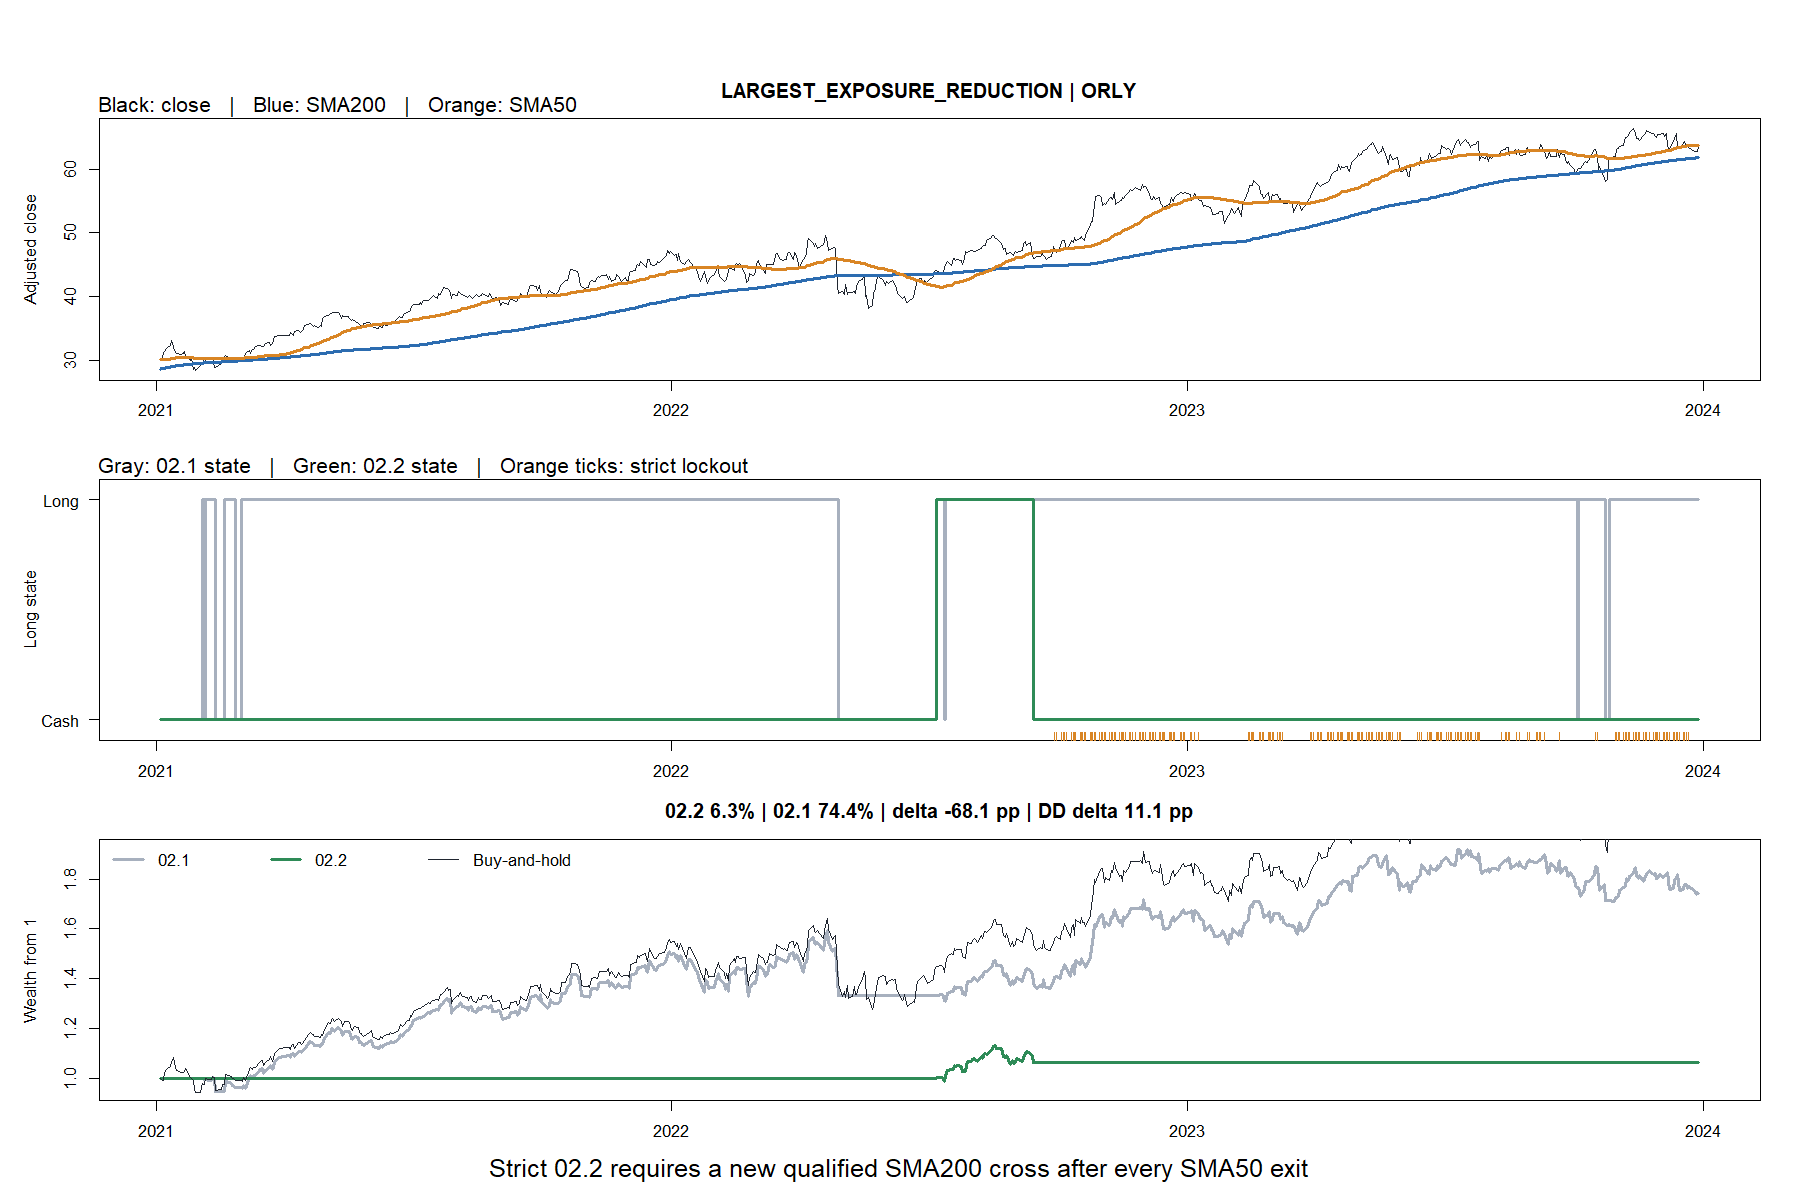 LARGEST_EXPOSURE_REDUCTION | ORLY
Black: close | Blue: SMA200 | Orange: SMA50
Adjusted close
60
50
40
30
2021 2022 2023 2024
Gray: 02.1 state | Green: 02.2 state | Orange ticks: strict lockout
Long state
Long
Cash
2021 2022 2023 2024
02.2 6.3% | 02.1 74.4% | delta -68.1 pp | DD delta 11.1 pp
02.1 02.2 Buy-and-hold
Wealth from 1
1.8
1.6
1.4
1.2
1.0
2021 2022 2023 2024
Strict 02.2 requires a new qualified SMA200 cross after every SMA50 exit